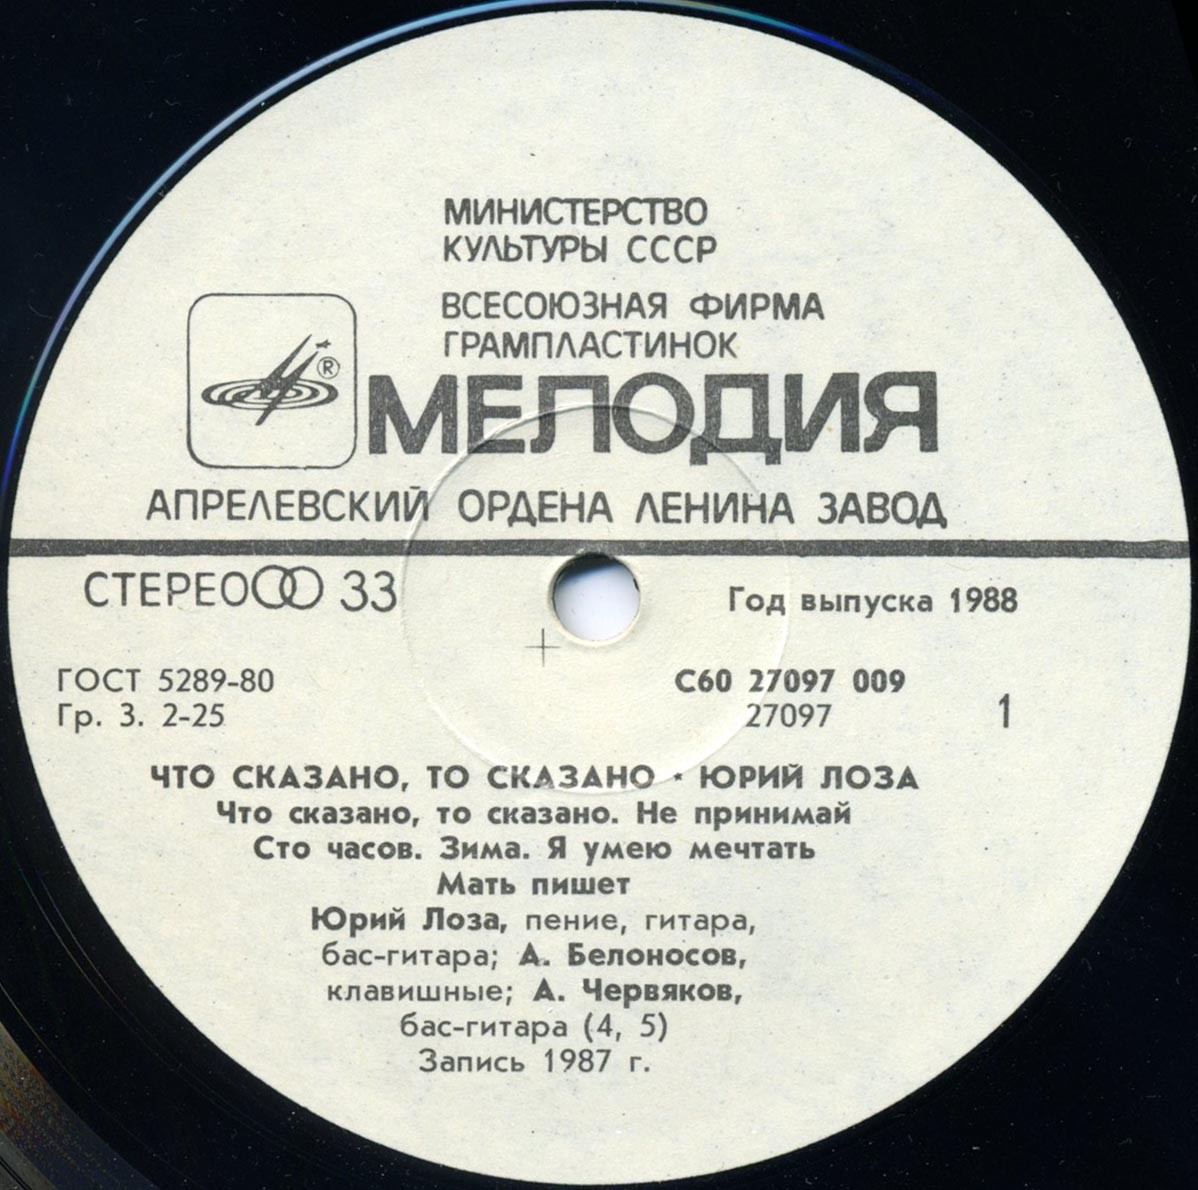 МИНИСТЕРСТВО
КУЛЬТУРЫ СССР
ВСЕСОЮЗНАЯ ФИРМА
ГРАМПЛАСТИНОК
®
МЕЛОДИЯ
АПРЕЛЕВСКИЙ ОРДЕНА ЛЕНИНА ЗАВОД
СТЕРЕО 33
Год выпуска 1988
ГОСТ 5289-80
Гр. 3. 2-25
С60 27097 009
27097
1
ЧТО СКАЗАНО, ТО СКАЗАНО * ЮРИЙ ЛОЗА
Что сказано, то сказано. Не принимай
Сто часов. Зима. Я умею мечтать
Мать пишет
Юрий Лоза, пение, гитара,
бас-гитара; А. Белоносов,
клавишные; А. Червяков,
бас-гитара (4, 5)
Запись 1987 г.